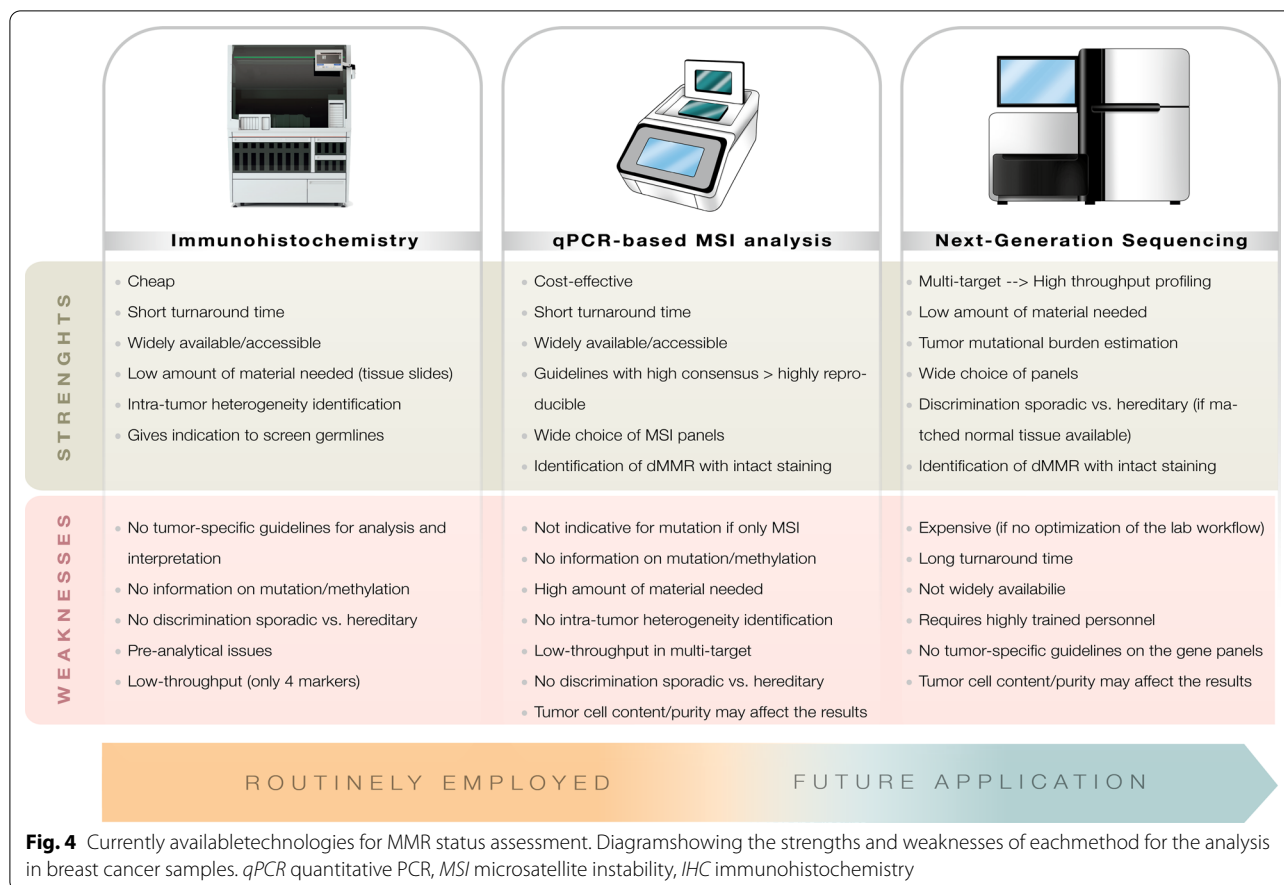 Immunohistochemistry
qPCR-based MSI analysis
Next-Generation Sequencing
STRENGHTS
• Cheap
• Short turnaround time
• Widely available/accessible
• Low amount of material needed (tissue slides)
• Intra-tumor heterogeneity identification
• Gives indication to screen germlines
• Cost-effective
• Short turnaround time
• Widely available/accessible
• Guidelines with high consensus > highly repro-
ducible
• Wide choice of MSI panels
• Identification of dMMR with intact staining
• Multi-target --> High throughput profiling
• Low amount of material needed
• Tumor mutational burden estimation
• Wide choice of panels
• Discrimination sporadic vs. hereditary (if ma-
tched normal tissue available)
• Identification of dMMR with intact staining
WEAKNESSES
• No tumor-specific guidelines for analysis and
interpretation
• No information on mutation/methylation
• No discrimination sporadic vs. hereditary
• Pre-analytical issues
• Low-throughput (only 4 markers)
• Not indicative for mutation if only MSI
• No information on mutation/methylation
• High amount of material needed
• No intra-tumor heterogeneity identification
• Low-throughput in multi-target
• No discrimination sporadic vs. hereditary
• Tumor cell content/purity may affect the results
• Expensive (if no optimization of the lab workflow)
• Long turnaround time
• Not widely availabilie
• Requires highly trained personnel
• No tumor-specific guidelines on the gene panels
• Tumor cell content/purity may affect the results
ROUTINELY EMPLOYED
FUTURE APPLICATION
Fig. 4 Currently availabletechnologies for MMR status assessment. Diagramshowing the strengths and weaknesses of eachmethod for the analysis
in breast cancer samples. qPCR quantitative PCR, MSI microsatellite instability, IHC immunohistochemistry